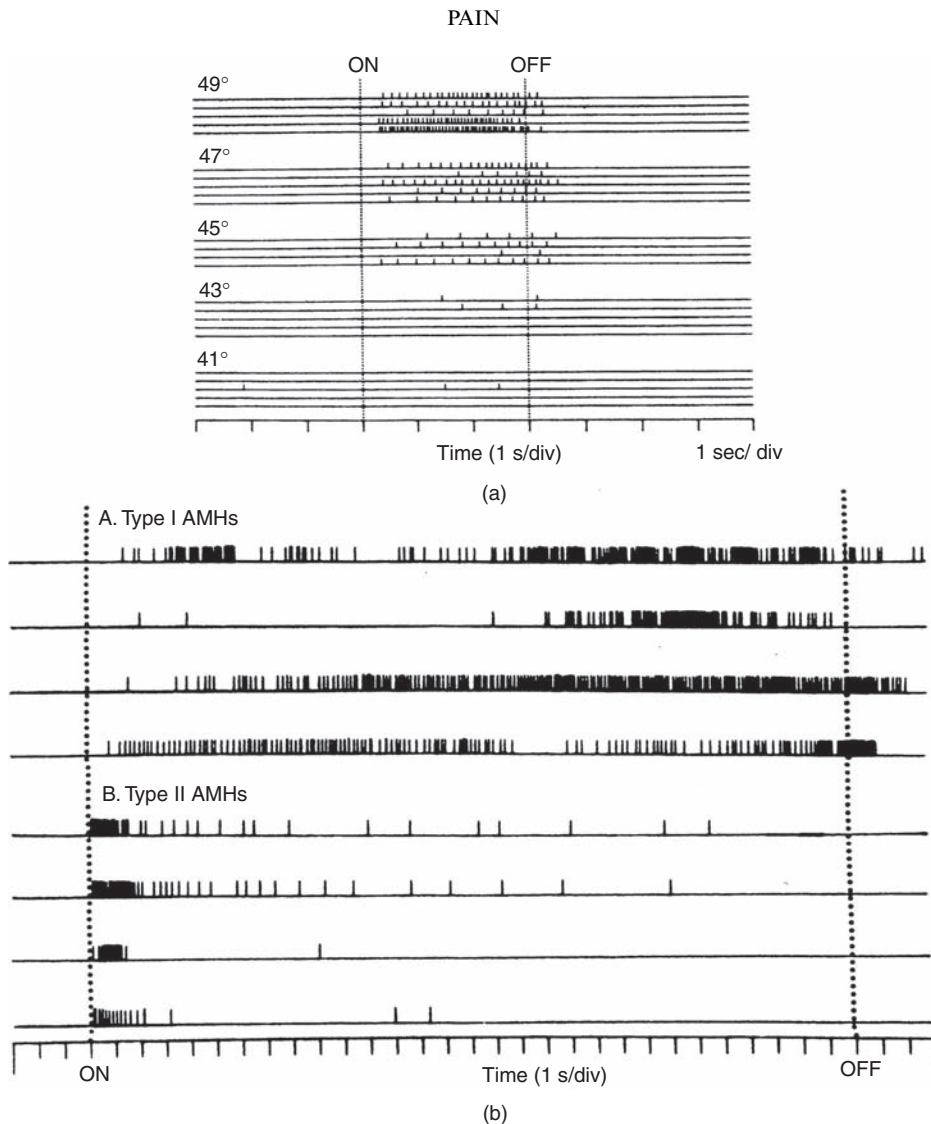 PAIN
ON OFF
49°
47°
45°
43°
41°
Time (1 s/div) 1 sec/ div
(a)
A. Type I AMHs
B. Type II AMHs
ON Time (1 s/div) OFF
(b)